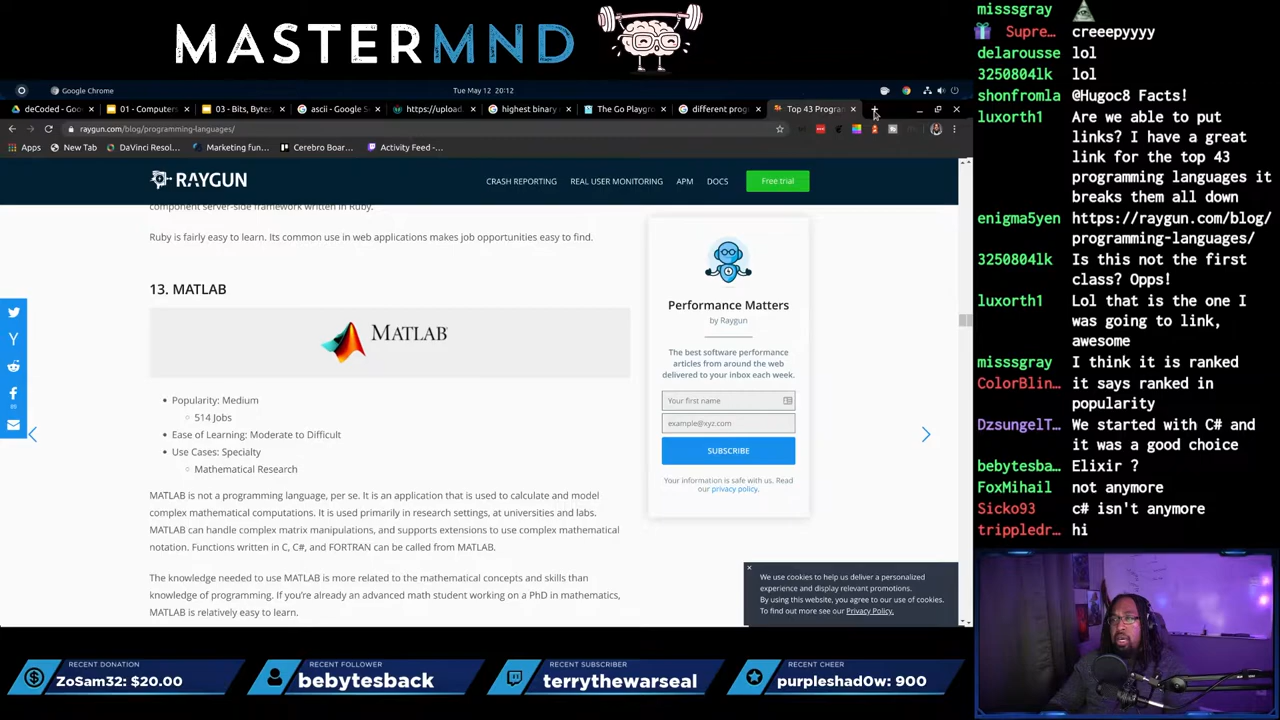 MASTERMND
Google Chrome
Tue May 12 20:12
deCoded - Goo
01 - Computers
03 - Bits, Bytes
ascii - Google S
https://upload.
highest binary
The Go Playgro
different prog
Top 43 Program
raygun.com/blog/programming-languages/
Apps
New Tab
DaVinci Resol...
Marketing fun...
Cerebro Boar...
Activity Feed -...
RAYGUN
CRASH REPORTING
REAL USER MONITORING
APM
DOCS
Free trial
component server-side framework written in Ruby.
Ruby is fairly easy to learn. Its common use in web applications makes job opportunities easy to find.
13. MATLAB
MATLAB
Popularity: Medium
514 Jobs
Ease of Learning: Moderate to Difficult
Use Cases: Specialty
Mathematical Research
MATLAB is not a programming language, per se. It is an application that is used to calculate and model
complex mathematical computations. It is used primarily in research settings, at universities and labs.
MATLAB can handle complex matrix manipulations, and supports extensions to use complex mathematical
notation. Functions written in C, C#, and FORTRAN can be called from MATLAB.
The knowledge needed to use MATLAB is more related to the mathematical concepts and skills than
knowledge of programming. If you're already an advanced math student working on a PhD in mathematics,
MATLAB is relatively easy to learn.
Performance Matters
by Raygun
The best software performance
articles from around the web
delivered to your inbox each week.
Your first name
example@xyz.com
SUBSCRIBE
Your information is safe with us. Read
our privacy policy.
We use cookies to help us deliver a personalized
experience and display relevant promotions.
By using this website, you agree to our use of cookies.
To find out more see our Privacy Policy.
misssgray
Supre... creeepyyyy
delarousse lol
3250804lk lol
shonfromla @Hugoc8 Facts!
luxorth1 Are we able to put
links? I have a great
link for the top 43
programming languages it
breaks them all down
enigma5yen https://raygun.com/blog/
programming-languages/
3250804lk Is this not the first
class? Opps!
luxorth1 Lol that is the one I
was going to link,
awesome
misssgray I think it is ranked
ColorBlin... it says ranked in
popularity
DzsungelT... We started with C# and
it was a good choice
bebytesba... Elixir ?
FoxMihail not anymore
Sicko93 c# isn't anymore
trippledr... hi
RECENT DONATION
ZoSam32: $20.00
RECENT FOLLOWER
bebytesback
RECENT SUBSCRIBER
terrythewarseal
RECENT CHEER
purpleshad0w: 900